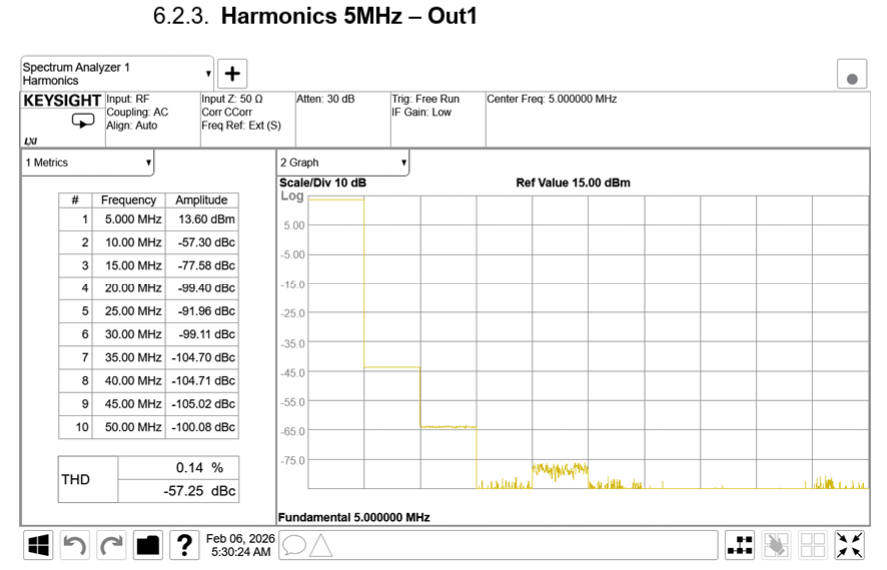 6.2.3. Harmonics 5MHz – Out1
Spectrum Analyzer 1
Harmonics
KEYSIGHT
LXI
Input: RF
Coupling: AC
Align: Auto
Input Z: 50 Ω
Corr CCorr
Freq Ref: Ext (S)
Atten: 30 dB
Trig: Free Run
IF Gain: Low
Center Freq: 5.000000 MHz
1 Metrics
# Frequency Amplitude
1 5.000 MHz 13.60 dBm
2 10.00 MHz -57.30 dBc
3 15.00 MHz -77.58 dBc
4 20.00 MHz -99.40 dBc
5 25.00 MHz -91.96 dBc
6 30.00 MHz -99.11 dBc
7 35.00 MHz -104.70 dBc
8 40.00 MHz -104.71 dBc
9 45.00 MHz -105.02 dBc
10 50.00 MHz -100.08 dBc
THD 0.14 %
-57.25 dBc
2 Graph
Scale/Div 10 dB Ref Value 15.00 dBm
Log
5.00
-5.00
-15.0
-25.0
-35.0
-45.0
-55.0
-65.0
-75.0
Fundamental 5.000000 MHz
? Feb 06, 2026
5:30:24 AM